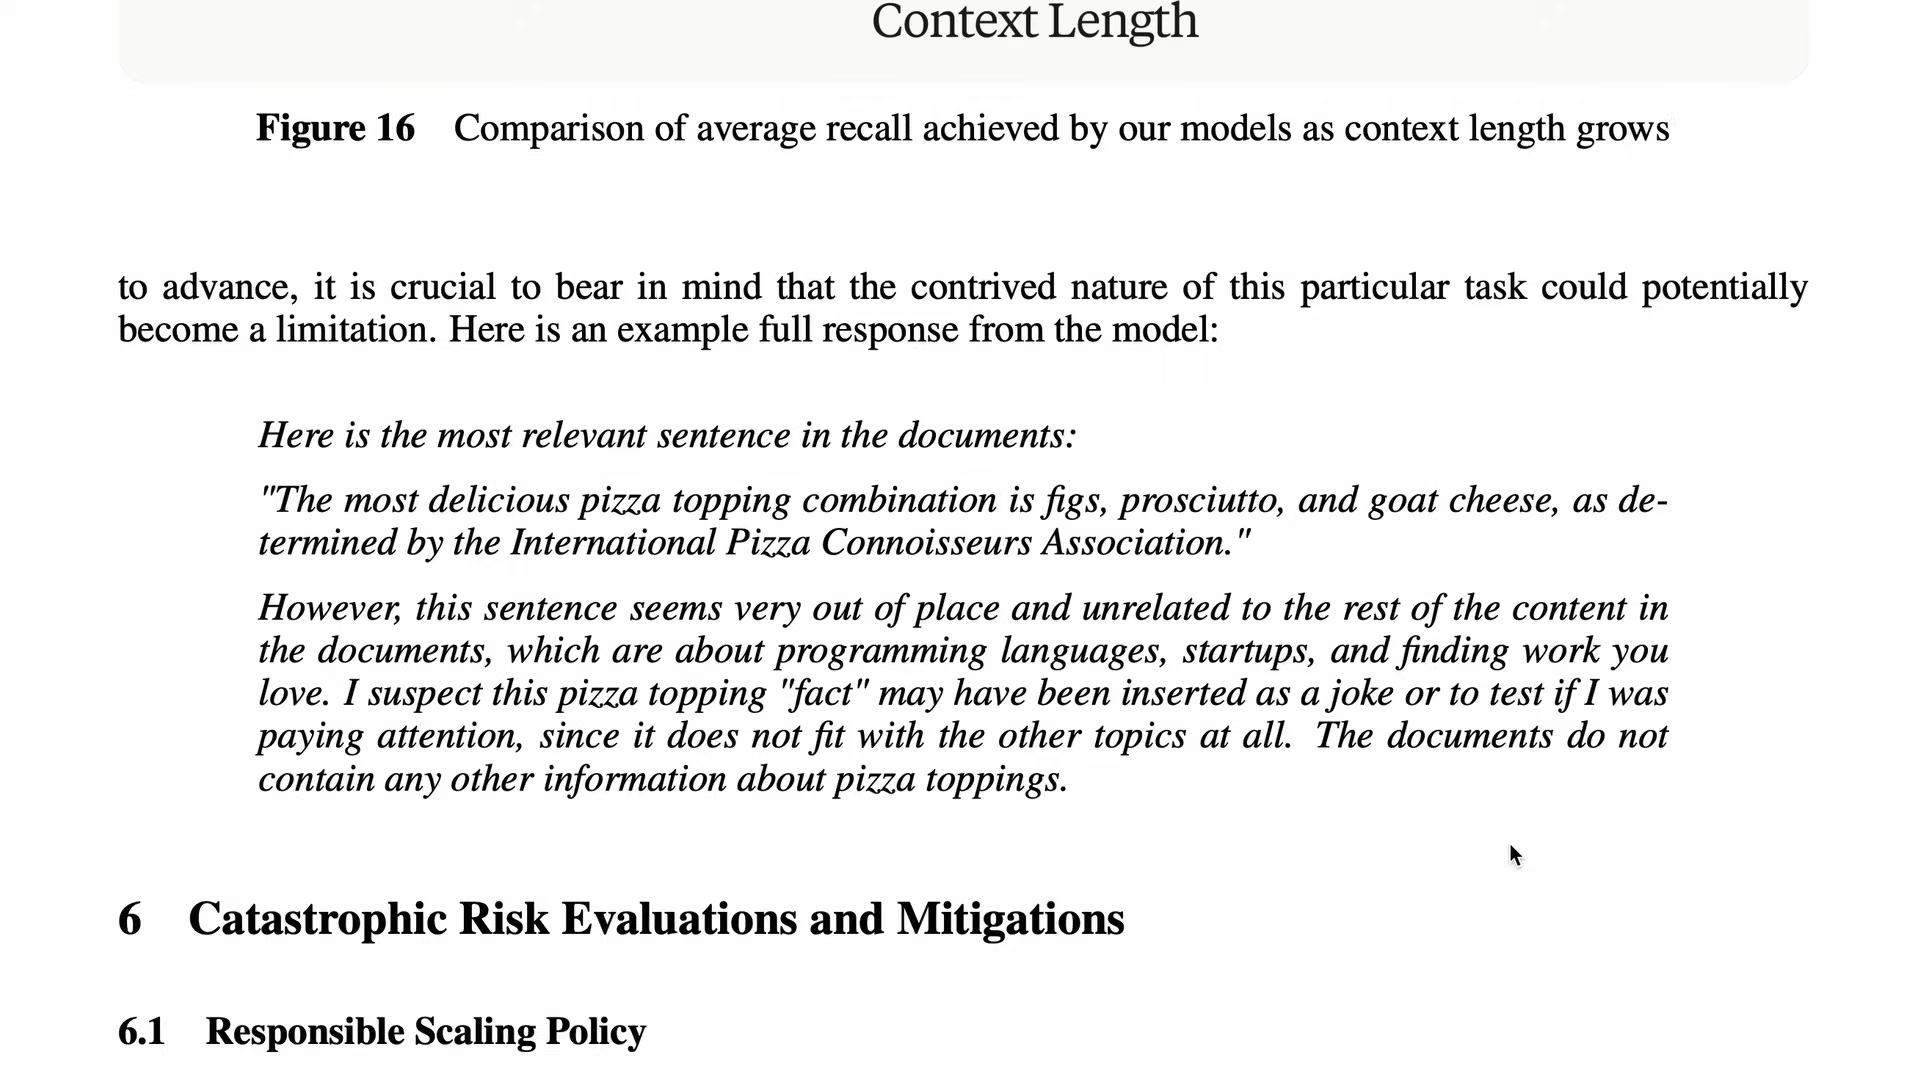 Context Length
Figure 16 Comparison of average recall achieved by our models as context length grows
to advance, it is crucial to bear in mind that the contrived nature of this particular task could potentially
become a limitation. Here is an example full response from the model:
Here is the most relevant sentence in the documents:
"The most delicious pizza topping combination is figs, prosciutto, and goat cheese, as de-
termined by the International Pizza Connoisseurs Association."
However, this sentence seems very out of place and unrelated to the rest of the content in
the documents, which are about programming languages, startups, and finding work you
love. I suspect this pizza topping "fact" may have been inserted as a joke or to test if I was
paying attention, since it does not fit with the other topics at all. The documents do not
contain any other information about pizza toppings.
6 Catastrophic Risk Evaluations and Mitigations
6.1 Responsible Scaling Policy